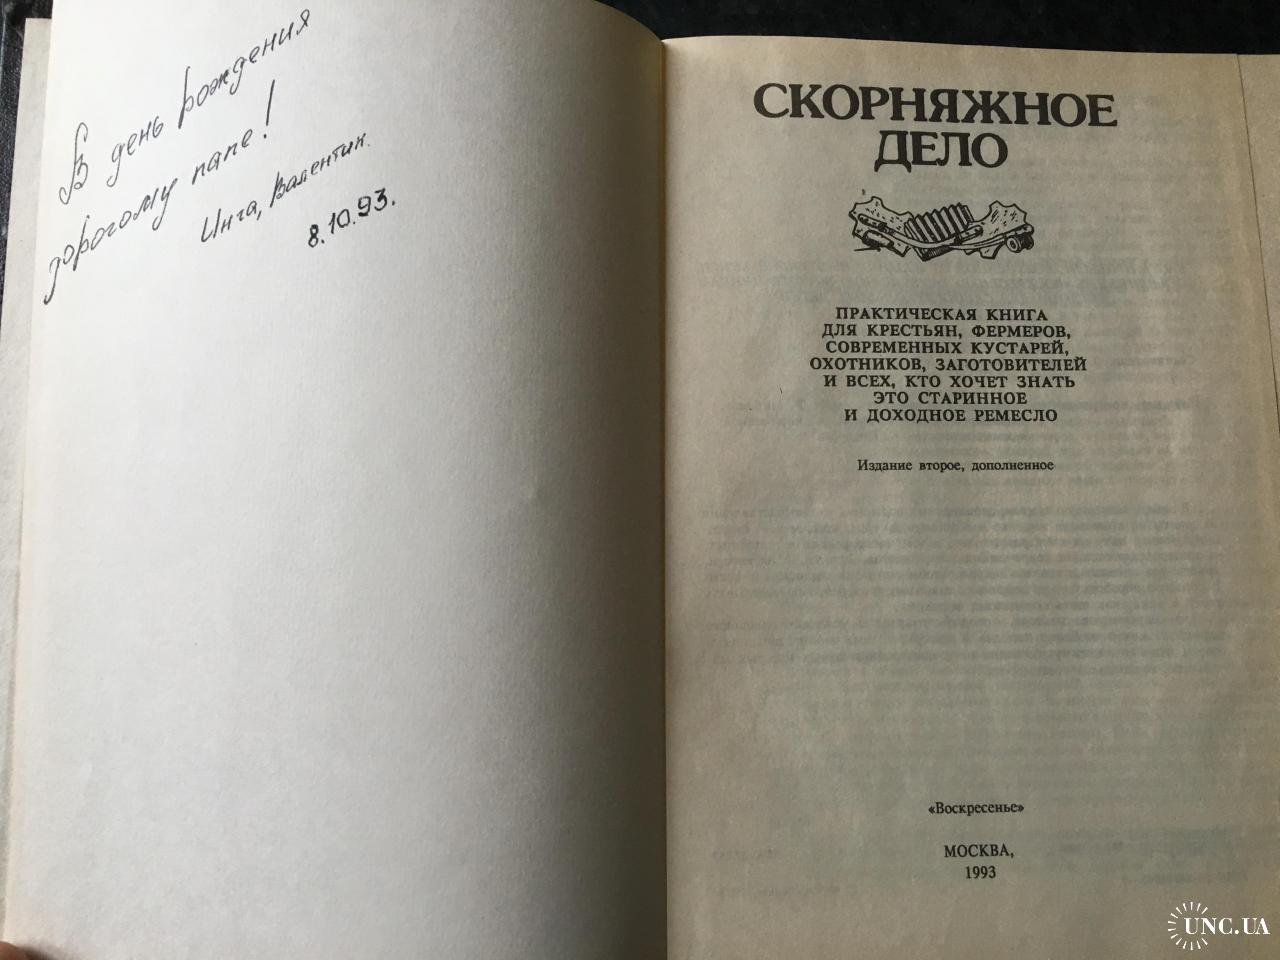 В день рождения
дорогому папе!
Инга, Валентин.
8.10.93.
СКОРНЯЖНОЕ
ДЕЛО
ПРАКТИЧЕСКАЯ КНИГА
ДЛЯ КРЕСТЬЯН, ФЕРМЕРОВ,
СОВРЕМЕННЫХ КУСТАРЕЙ,
ОХОТНИКОВ, ЗАГОТОВИТЕЛЕЙ
И ВСЕХ, КТО ХОЧЕТ ЗНАТЬ
ЭТО СТАРИННОЕ
И ДОХОДНОЕ РЕМЕСЛО
Издание второе, дополненное
«Воскресенье»
МОСКВА,
1993
UNC.UA